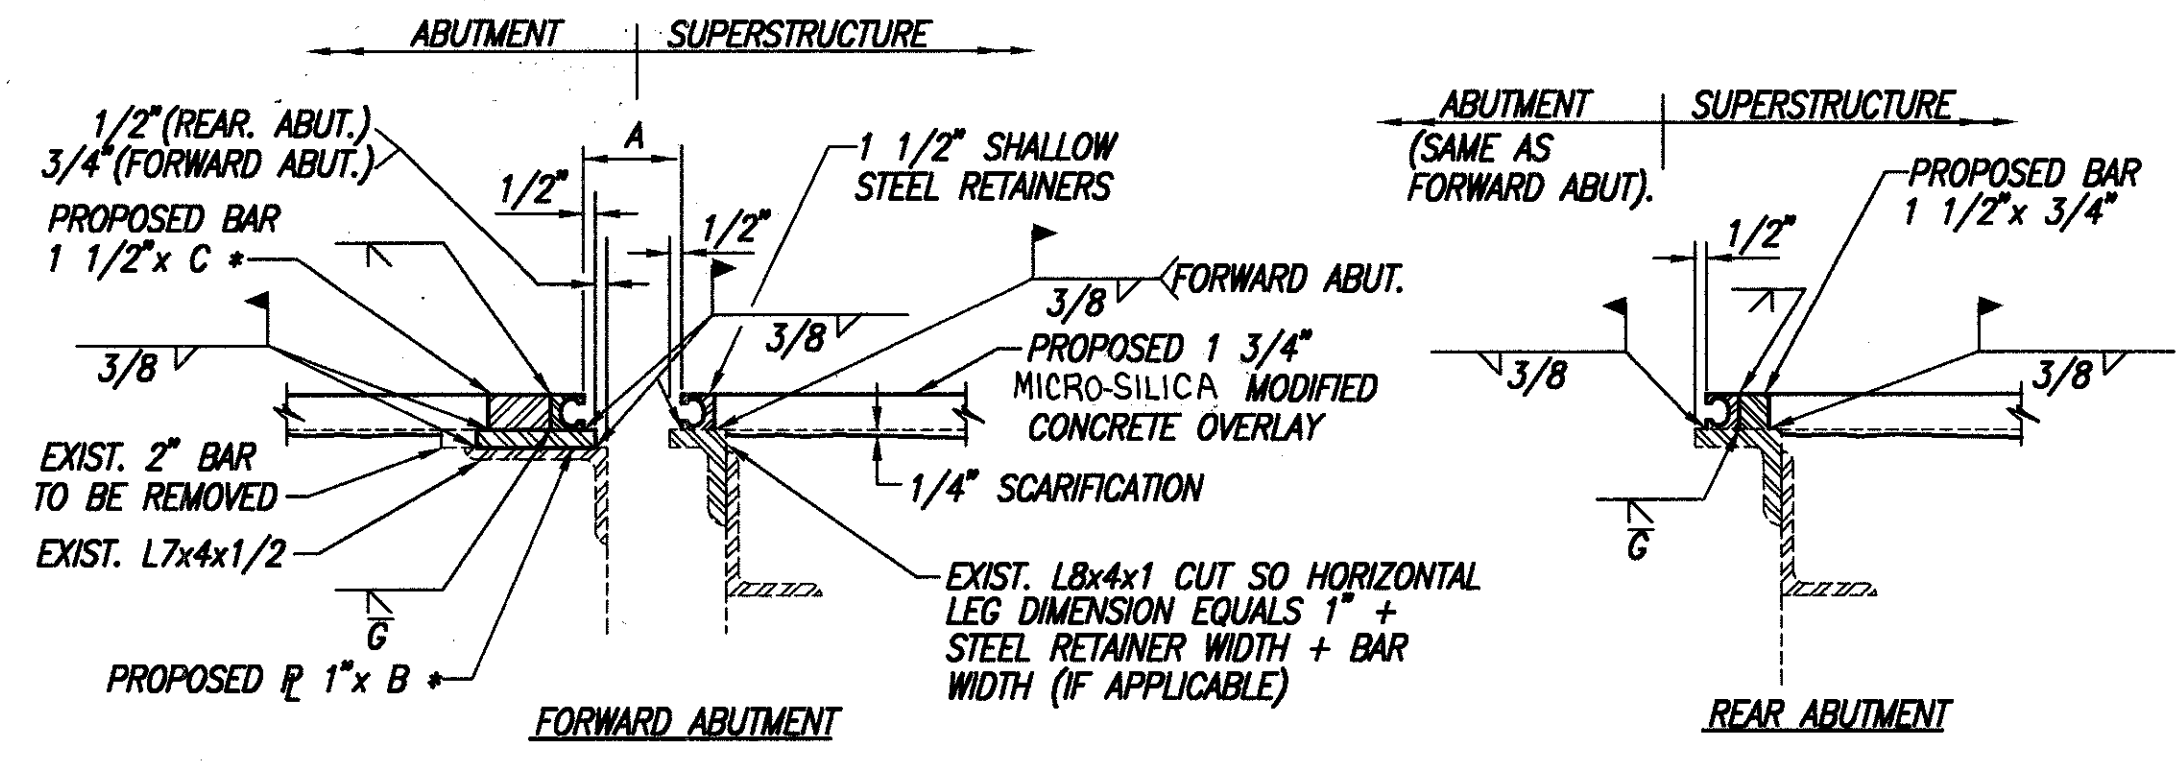 ABUTMENT SUPERSTRUCTURE
1/2"(REAR. ABUT.)
3/4"(FORWARD ABUT.)
PROPOSED BAR
1 1/2"x C *
A
1/2"
1/2"
1 1/2" SHALLOW
STEEL RETAINERS
3/8
3/8
3/8
FORWARD ABUT.
PROPOSED 1 3/4"
MICRO-SILICA MODIFIED
CONCRETE OVERLAY
EXIST. 2" BAR
TO BE REMOVED
EXIST. L7x4x1/2
G
PROPOSED PL 1"x B *
1/4" SCARIFICATION
EXIST. L8x4x1 CUT SO HORIZONTAL
LEG DIMENSION EQUALS 1" +
STEEL RETAINER WIDTH + BAR
WIDTH (IF APPLICABLE)
FORWARD ABUTMENT
ABUTMENT SUPERSTRUCTURE
(SAME AS
FORWARD ABUT).
PROPOSED BAR
1 1/2"x 3/4"
1/2"
3/8
3/8
G
REAR ABUTMENT